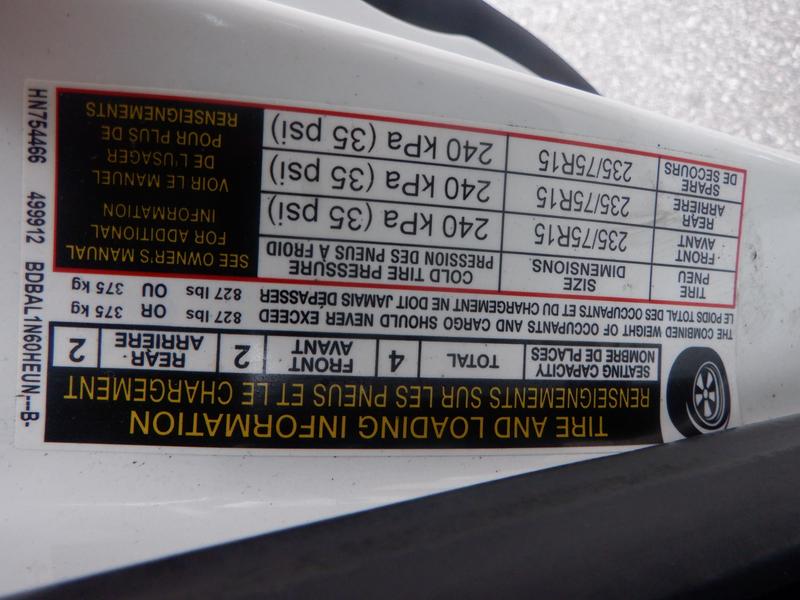 TIRE AND LOADING INFORMATION
RENSEIGNEMENTS SUR LES PNEUS ET LE CHARGEMENT
SEATING CAPACITY
NOMBRE DE PLACES
TOTAL 4
FRONT
AVANT 2
REAR
ARRIÈRE 2
THE COMBINED WEIGHT OF OCCUPANTS AND CARGO SHOULD NEVER EXCEED 375 kg OR 827 lbs
LE POIDS TOTAL DES OCCUPANTS ET DU CHARGEMENT NE DOIT JAMAIS DÉPASSER 375 kg OU 827 lbs
TIRE
PNEU
SIZE
DIMENSIONS
COLD TIRE PRESSURE
PRESSION DES PNEUS À FROID
FRONT
AVANT
235/75R15
240 kPa (35 psi)
REAR
ARRIÈRE
235/75R15
240 kPa (35 psi)
SPARE
DE SECOURS
235/75R15
240 kPa (35 psi)
SEE OWNER'S MANUAL
FOR ADDITIONAL
INFORMATION
VOIR LE MANUEL
DE L'USAGER
POUR PLUS DE
RENSEIGNEMENTS
HN754466 499912 BDBAL1N60HEUN,---B-